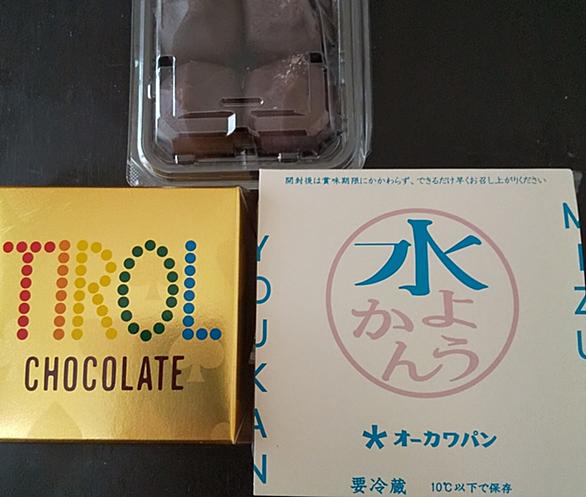 TIROL
CHOCOLATE
開封後は賞味期限にかかわらず、できるだけ早くお召し上がりください
水
ようかん
YOUKAN
MIZU
*オーカワパン
要冷蔵 10℃以下で保存